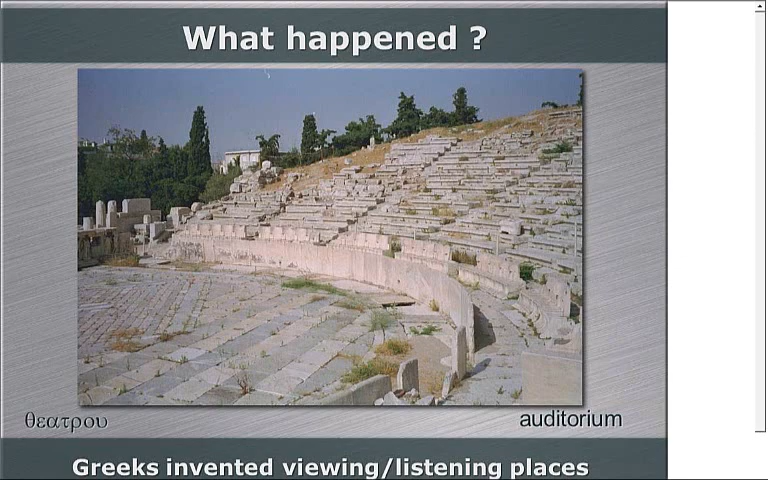 What happened ?
θεατρου
auditorium
Greeks invented viewing/listening places